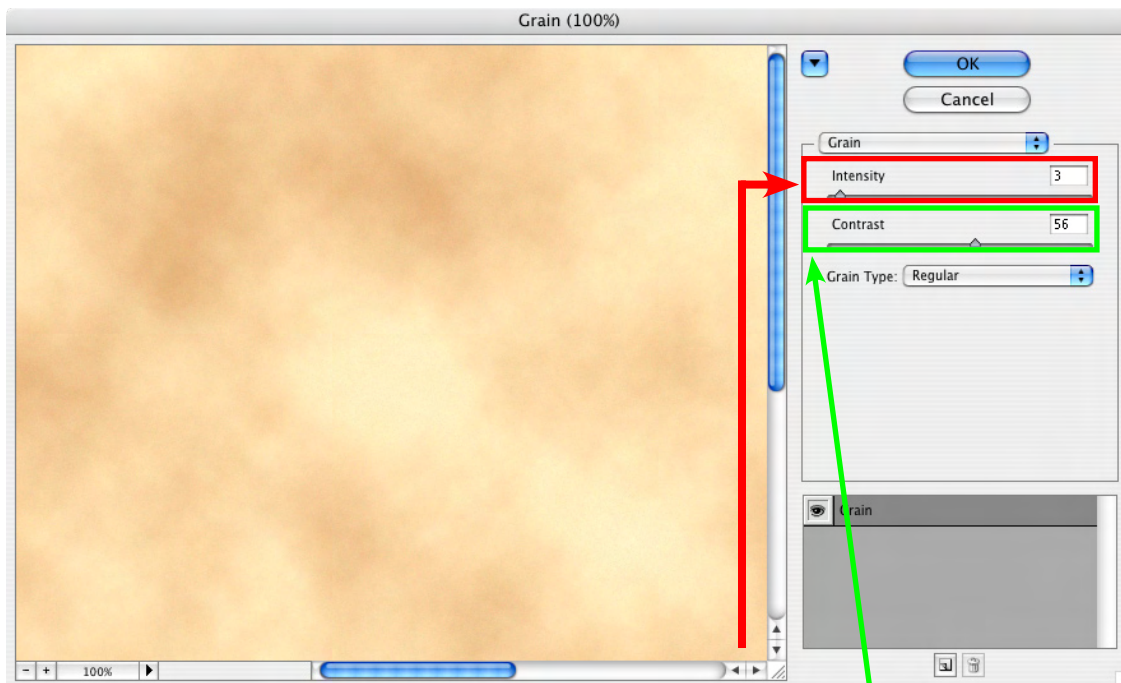 Grain (100%)
OK
Cancel
Grain
Intensity 3
Contrast 56
Grain Type: Regular
Grain
- + 100%